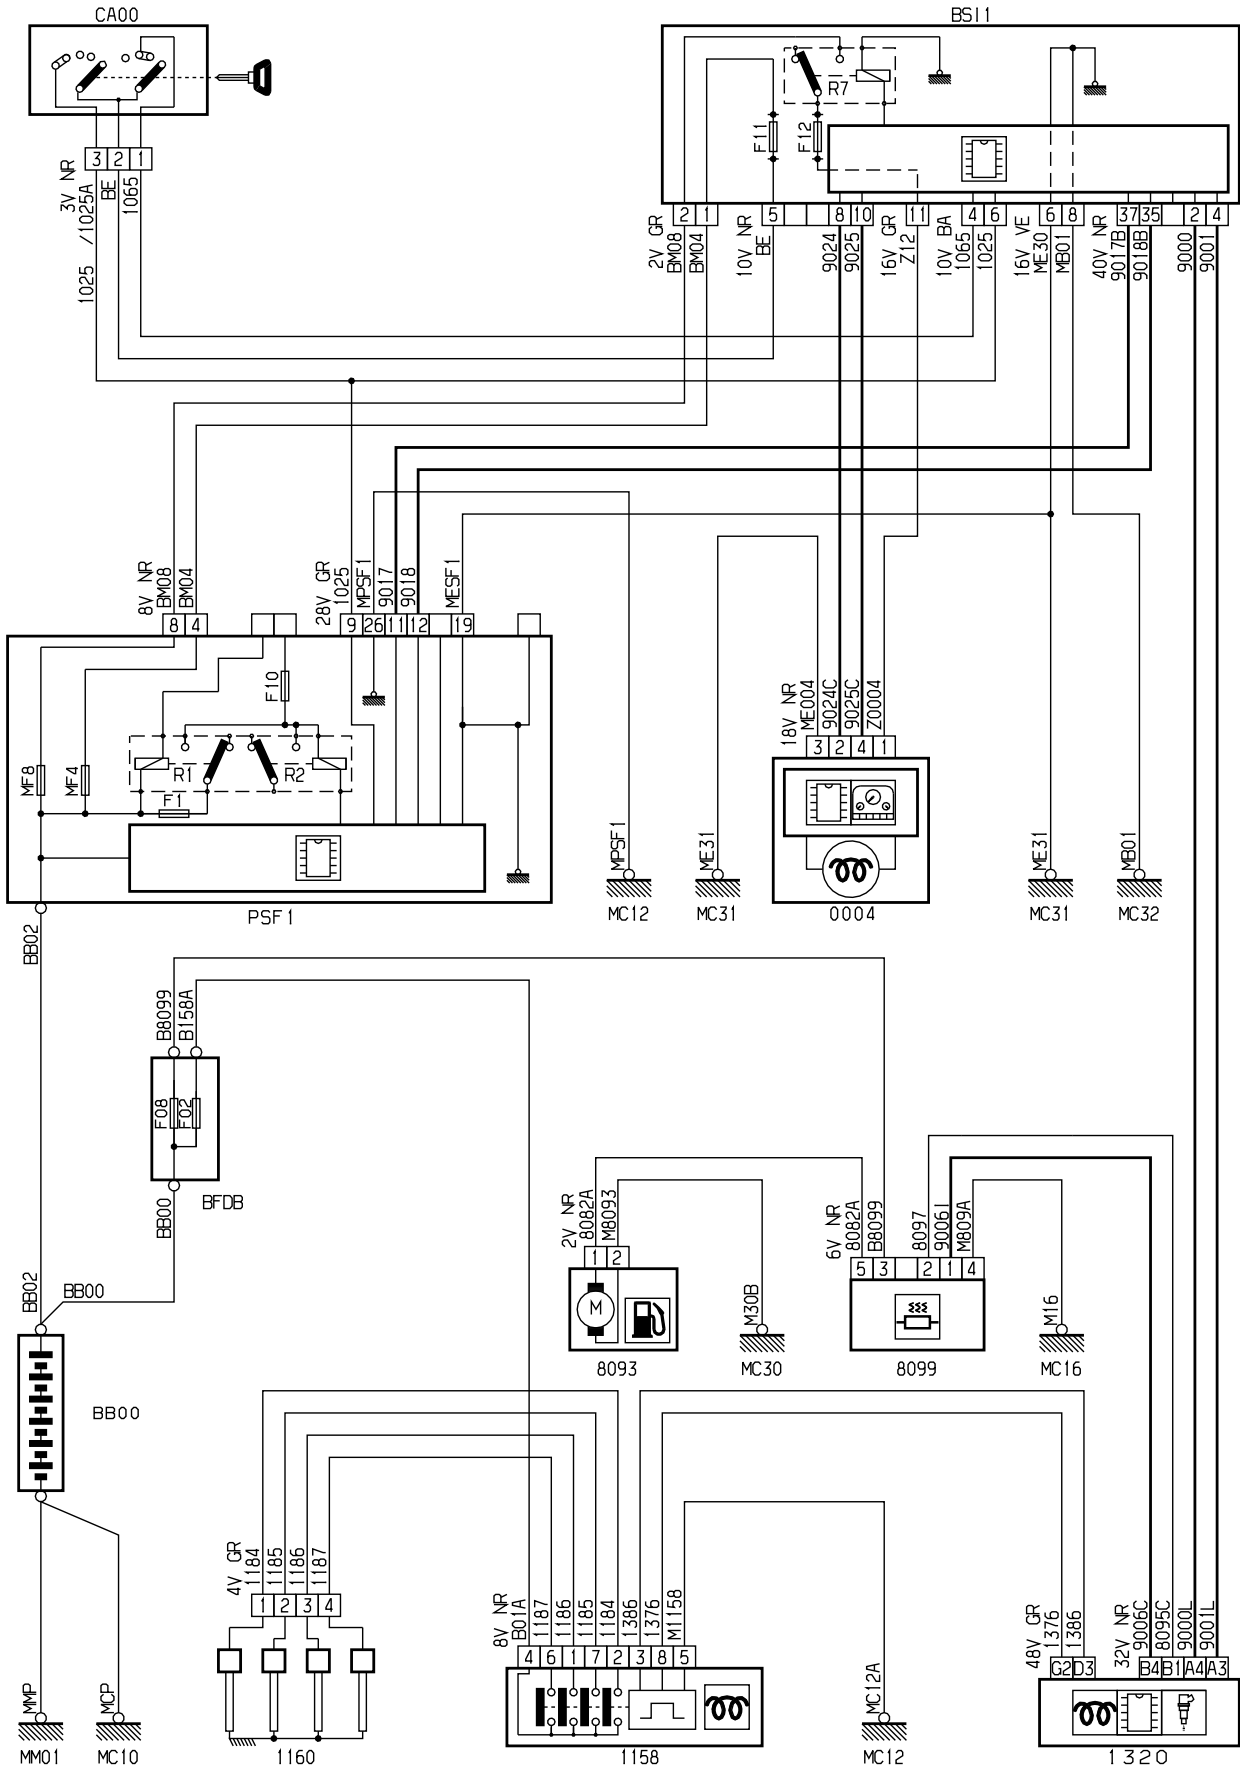 CA00
BSI1
R7
F11
F12
3 2 1
3V NR
1025 /1025A
BE
1065
2 1 5 8 10 11 4 6 6 8 37 35 2 4
2V GR
BM08
BM04
10V NR
BE
9024
9025
16V GR
Z12
10V BA
1065
1025
16V VE
ME30
MB01
40V NR
9017B
9018B
9000
9001
8V NR
BM08
BM04
28V GR
1025
MPSF1
9017
9018
MESF1
8 4 9 26 11 12 19
F10
MF8
MF4
R1
R2
F1
PSF1
18V NR
ME004
9024C
9025C
Z0004
3 2 4 1
0004
MPSF1
MC12
ME31
MC31
ME31
MC31
MB01
MC32
BB02
B8099
B158A
F08
F02
BFDB
BB00
BB02
BB00
BB00
2V NR
8082A
M8093
1 2
M
8093
M30B
MC30
6V NR
8082A
B8099
8097
9006I
M809A
5 3 2 1 4
8099
M16
MC16
4V GR
1184
1185
1186
1187
1 2 3 4
1160
8V NR
B01A
1187
1186
1185
1184
1386
1376
M1158
4 6 1 7 2 3 8 5
1158
MC12A
MC12
48V GR
1376
1386
32V NR
9006C
8095C
9000L
9001L
G2 D3 B4 B1 A4 A3
1320
MMP
MM01
MCP
MC10